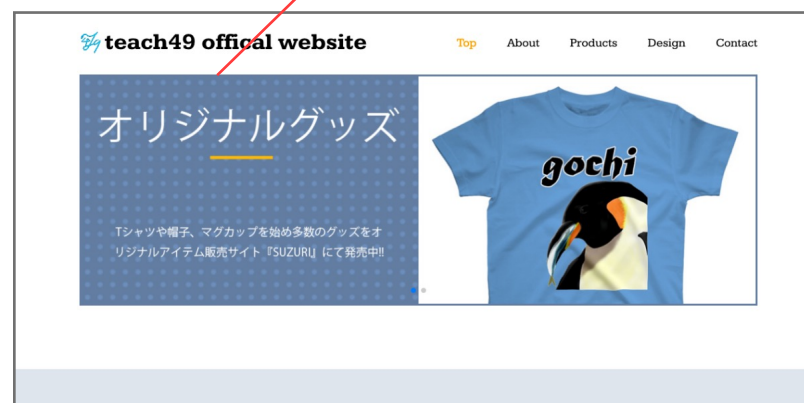 teach49 offical website
Top About Products Design Contact
オリジナルグッズ
Tシャツや帽子、マグカップを始め多数のグッズをオ
リジナルアイテム販売サイト『SUZURI』にて発売中!!
gochi